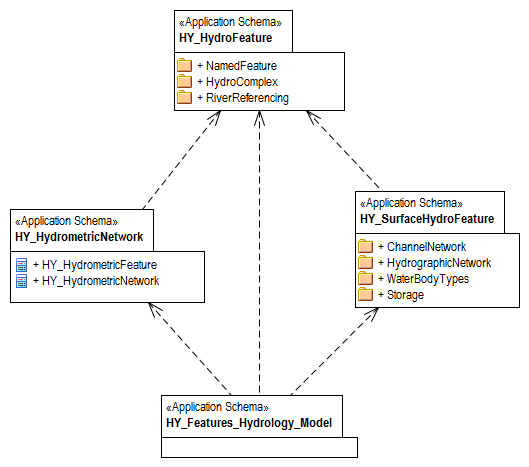 «Application Schema»
HY_HydroFeature
+ NamedFeature
+ HydroComplex
+ RiverReferencing
«Application Schema»
HY_HydrometricNetwork
+ HY_HydrometricFeature
+ HY_HydrometricNetwork
«Application Schema»
HY_SurfaceHydroFeature
+ ChannelNetwork
+ HydrographicNetwork
+ WaterBodyTypes
+ Storage
«Application Schema»
HY_Features_Hydrology_Model